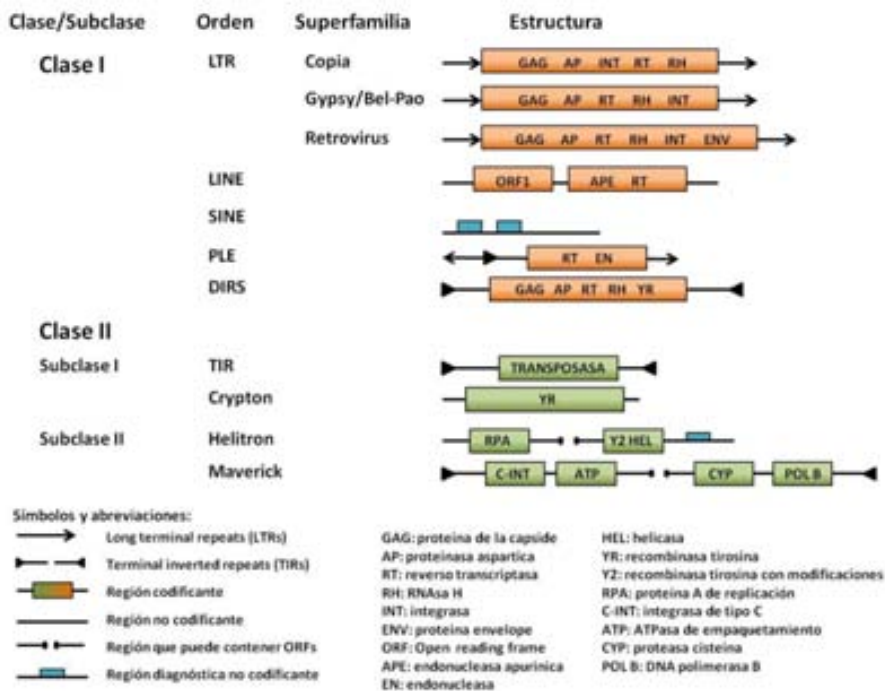 Clase/Subclase Orden Superfamilia Estructura
Clase I LTR Copia GAG AP INT RT RH
Gypsy/Bel-Pao GAG AP RT RH INT
Retrovirus GAG AP RT RH INT ENV
LINE ORF1 APE RT
SINE
PLE RT EN
DIRS GAG AP RT RH YR
Clase II
Subclase I TIR TRANSPOSASA
Crypton YR
Subclase II Helitron RPA Y2 HEL
Maverick C-INT ATP CYP POL B
Símbolos y abreviaciones:
Long terminal repeats (LTRs)
Terminal inverted repeats (TIRs)
Región codificante
Región no codificante
Región que puede contener ORFs
Región diagnóstica no codificante
GAG: proteina de la capside
AP: proteinasa aspartica
RT: reverso transcriptasa
RH: RNAsa H
INT: integrasa
ENV: proteina envelope
ORF: Open reading frame
APE: endonucleasa apurinica
EN: endonucleasa
HEL: helicasa
YR: recombinasa tirosina
Y2: recombinasa tirosina con modificaciones
RPA: proteína A de replicación
C-INT: integrasa de tipo C
ATP: ATPasa de empaquetamiento
CYP: proteasa cisteina
POL B: DNA polimerasa B